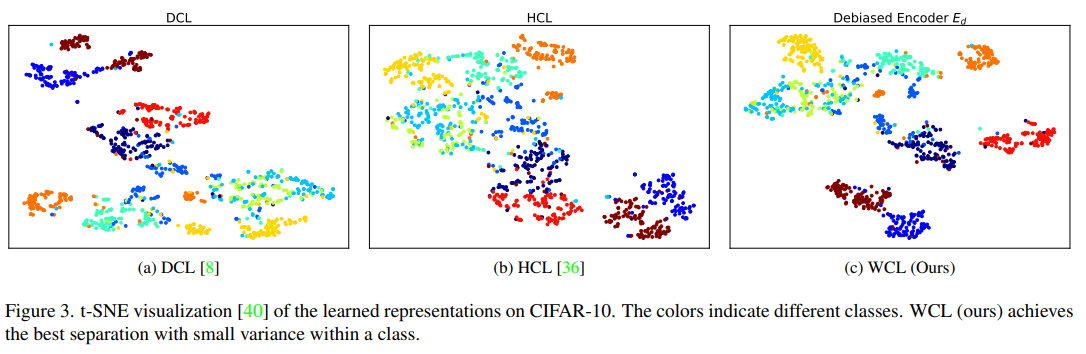 DCL
HCL
Debiased Encoder E_d
(a) DCL [8]
(b) HCL [36]
(c) WCL (Ours)
Figure 3. t-SNE visualization [40] of the learned representations on CIFAR-10. The colors indicate different classes. WCL (ours) achieves
the best separation with small variance within a class.